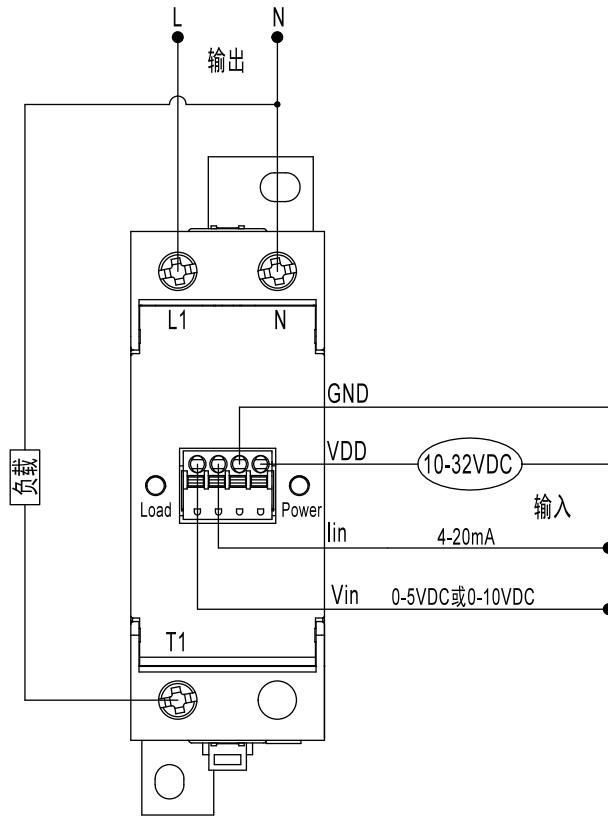 L
N
输出
L1
N
GND
VDD
10-32VDC
负载
Load
Power
输入
Iin
4-20mA
Vin
0-5VDC或0-10VDC
T1